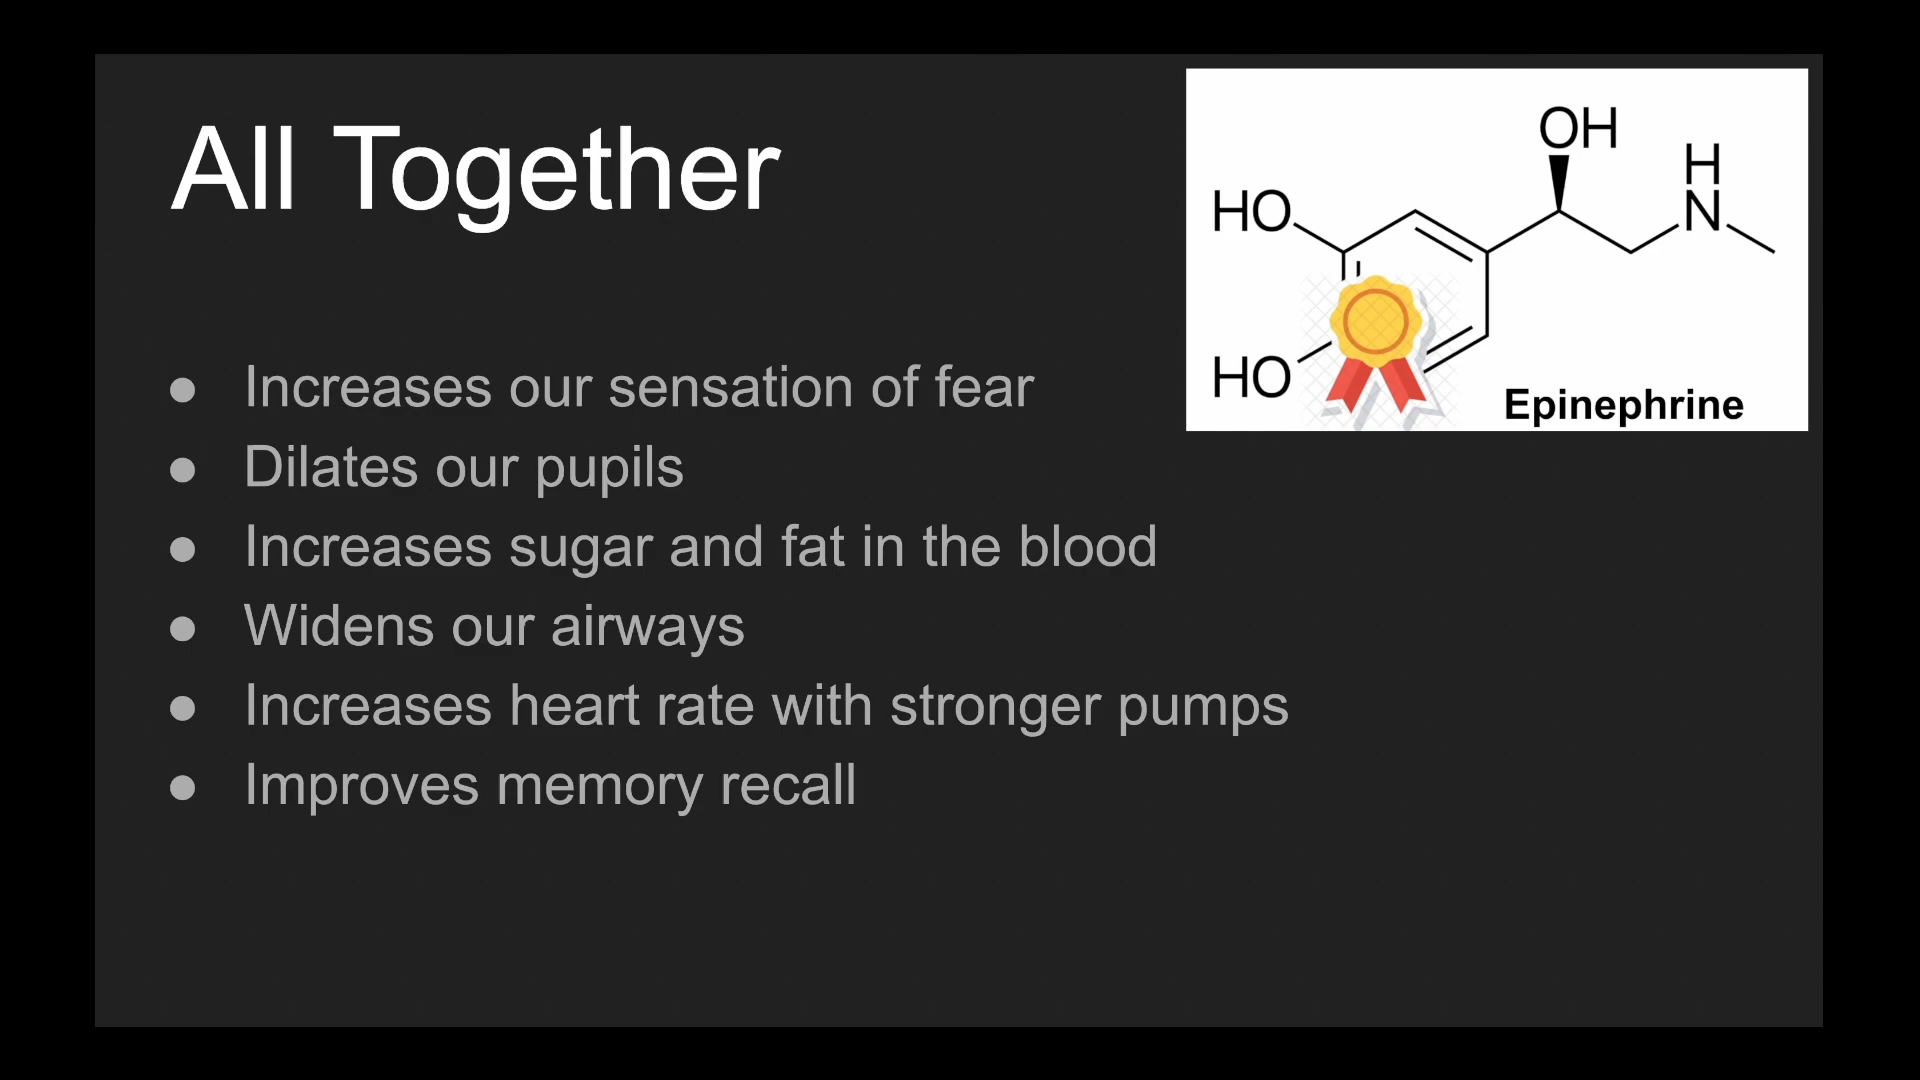 All Together
OH
H
N
HO
HO
Epinephrine
● Increases our sensation of fear
● Dilates our pupils
● Increases sugar and fat in the blood
● Widens our airways
● Increases heart rate with stronger pumps
● Improves memory recall